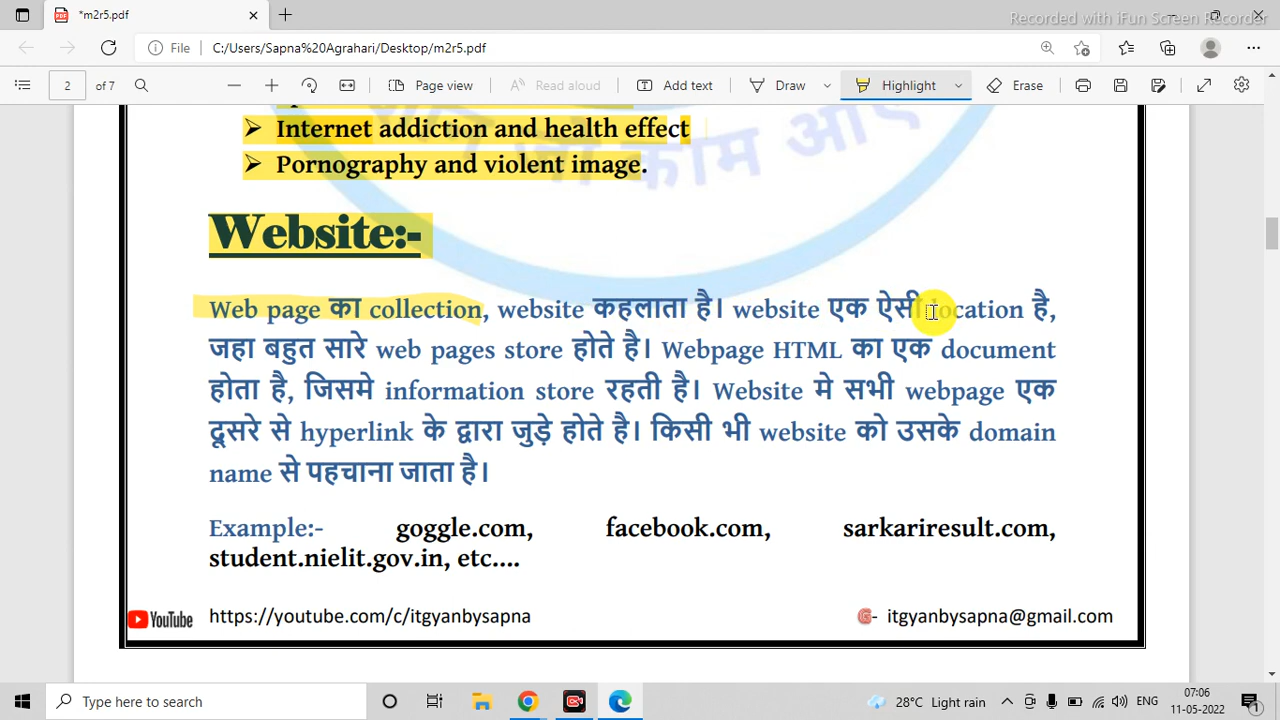 *m2r5.pdf
Recorded with iFun Screen Recorder
File C:/Users/Sapna%20Agrahari/Desktop/m2r5.pdf
2 of 7 Page view Read aloud Add text Draw Highlight Erase
Internet addiction and health effect
Pornography and violent image.
Website:-
Web page का collection, website कहलाता है। website एक ऐसी location है,
जहा बहुत सारे web pages store होते है। Webpage HTML का एक document
होता है, जिसमे information store रहती है। Website मे सभी webpage एक
दूसरे से hyperlink के द्वारा जुड़े होते है। किसी भी website को उसके domain
name से पहचाना जाता है।
Example:- goggle.com, facebook.com, sarkariresult.com,
student.nielit.gov.in, etc....
YouTube https://youtube.com/c/itgyanbysapna G- itgyanbysapna@gmail.com
Type here to search 28°C Light rain ENG 07:06
11-05-2022